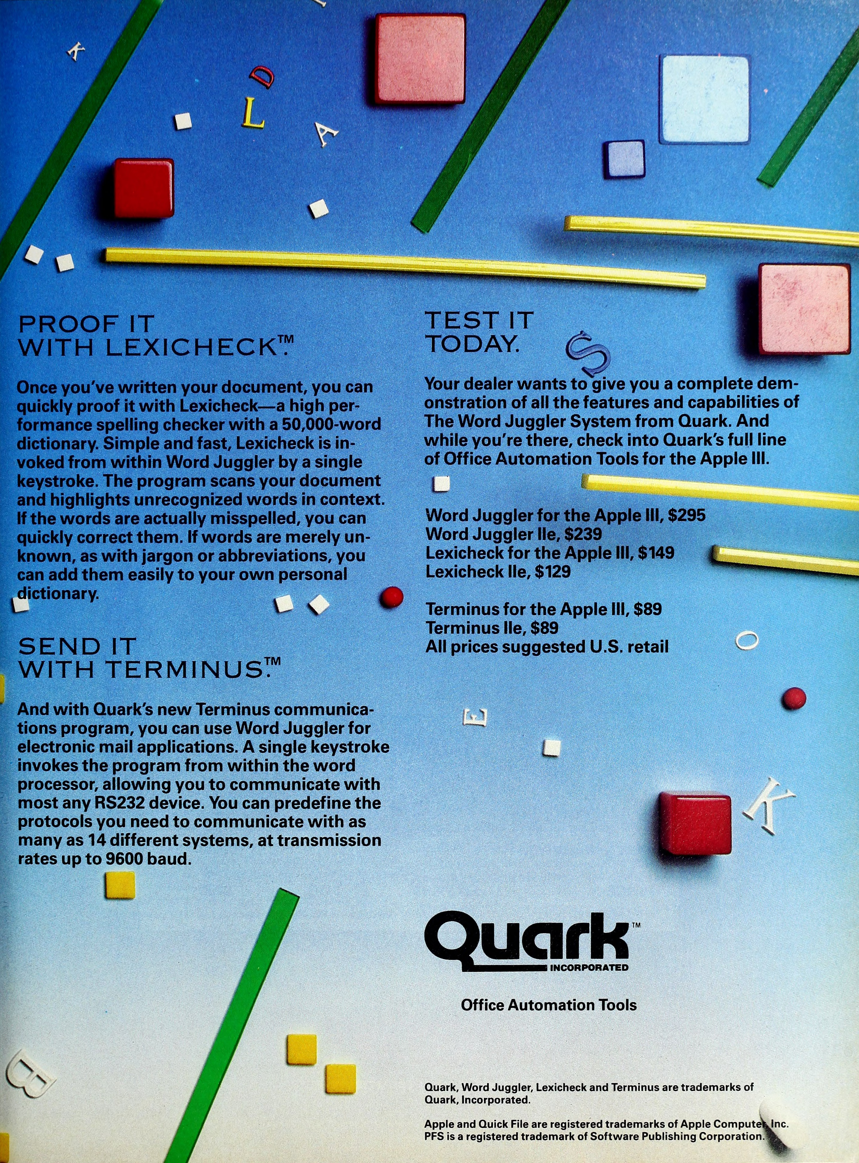 K
D
L
A
PROOF IT
WITH LEXICHECK.™
Once you've written your document, you can
quickly proof it with Lexicheck—a high per-
formance spelling checker with a 50,000-word
dictionary. Simple and fast, Lexicheck is in-
voked from within Word Juggler by a single
keystroke. The program scans your document
and highlights unrecognized words in context.
If the words are actually misspelled, you can
quickly correct them. If words are merely un-
known, as with jargon or abbreviations, you
can add them easily to your own personal
dictionary.
SEND IT
WITH TERMINUS.™
And with Quark's new Terminus communica-
tions program, you can use Word Juggler for
electronic mail applications. A single keystroke
invokes the program from within the word
processor, allowing you to communicate with
most any RS232 device. You can predefine the
protocols you need to communicate with as
many as 14 different systems, at transmission
rates up to 9600 baud.
B
TEST IT
TODAY.
S
Your dealer wants to give you a complete dem-
onstration of all the features and capabilities of
The Word Juggler System from Quark. And
while you're there, check into Quark's full line
of Office Automation Tools for the Apple III.
Word Juggler for the Apple III, $295
Word Juggler IIe, $239
Lexicheck for the Apple III, $149
Lexicheck IIe, $129
Terminus for the Apple III, $89
Terminus IIe, $89
All prices suggested U.S. retail
O
E
K
Quark™
INCORPORATED
Office Automation Tools
Quark, Word Juggler, Lexicheck and Terminus are trademarks of
Quark, Incorporated.
Apple and Quick File are registered trademarks of Apple Computer, Inc.
PFS is a registered trademark of Software Publishing Corporation.